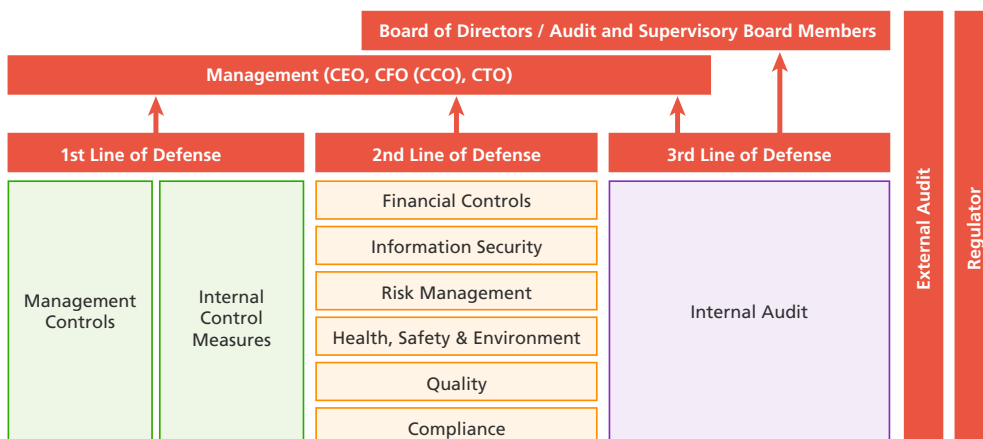 Board of Directors / Audit and Supervisory Board Members
Management (CEO, CFO (CCO), CTO)
1st Line of Defense
2nd Line of Defense
3rd Line of Defense
Management
Controls
Internal
Control
Measures
Financial Controls
Information Security
Risk Management
Health, Safety & Environment
Quality
Compliance
Internal Audit
External Audit
Regulator